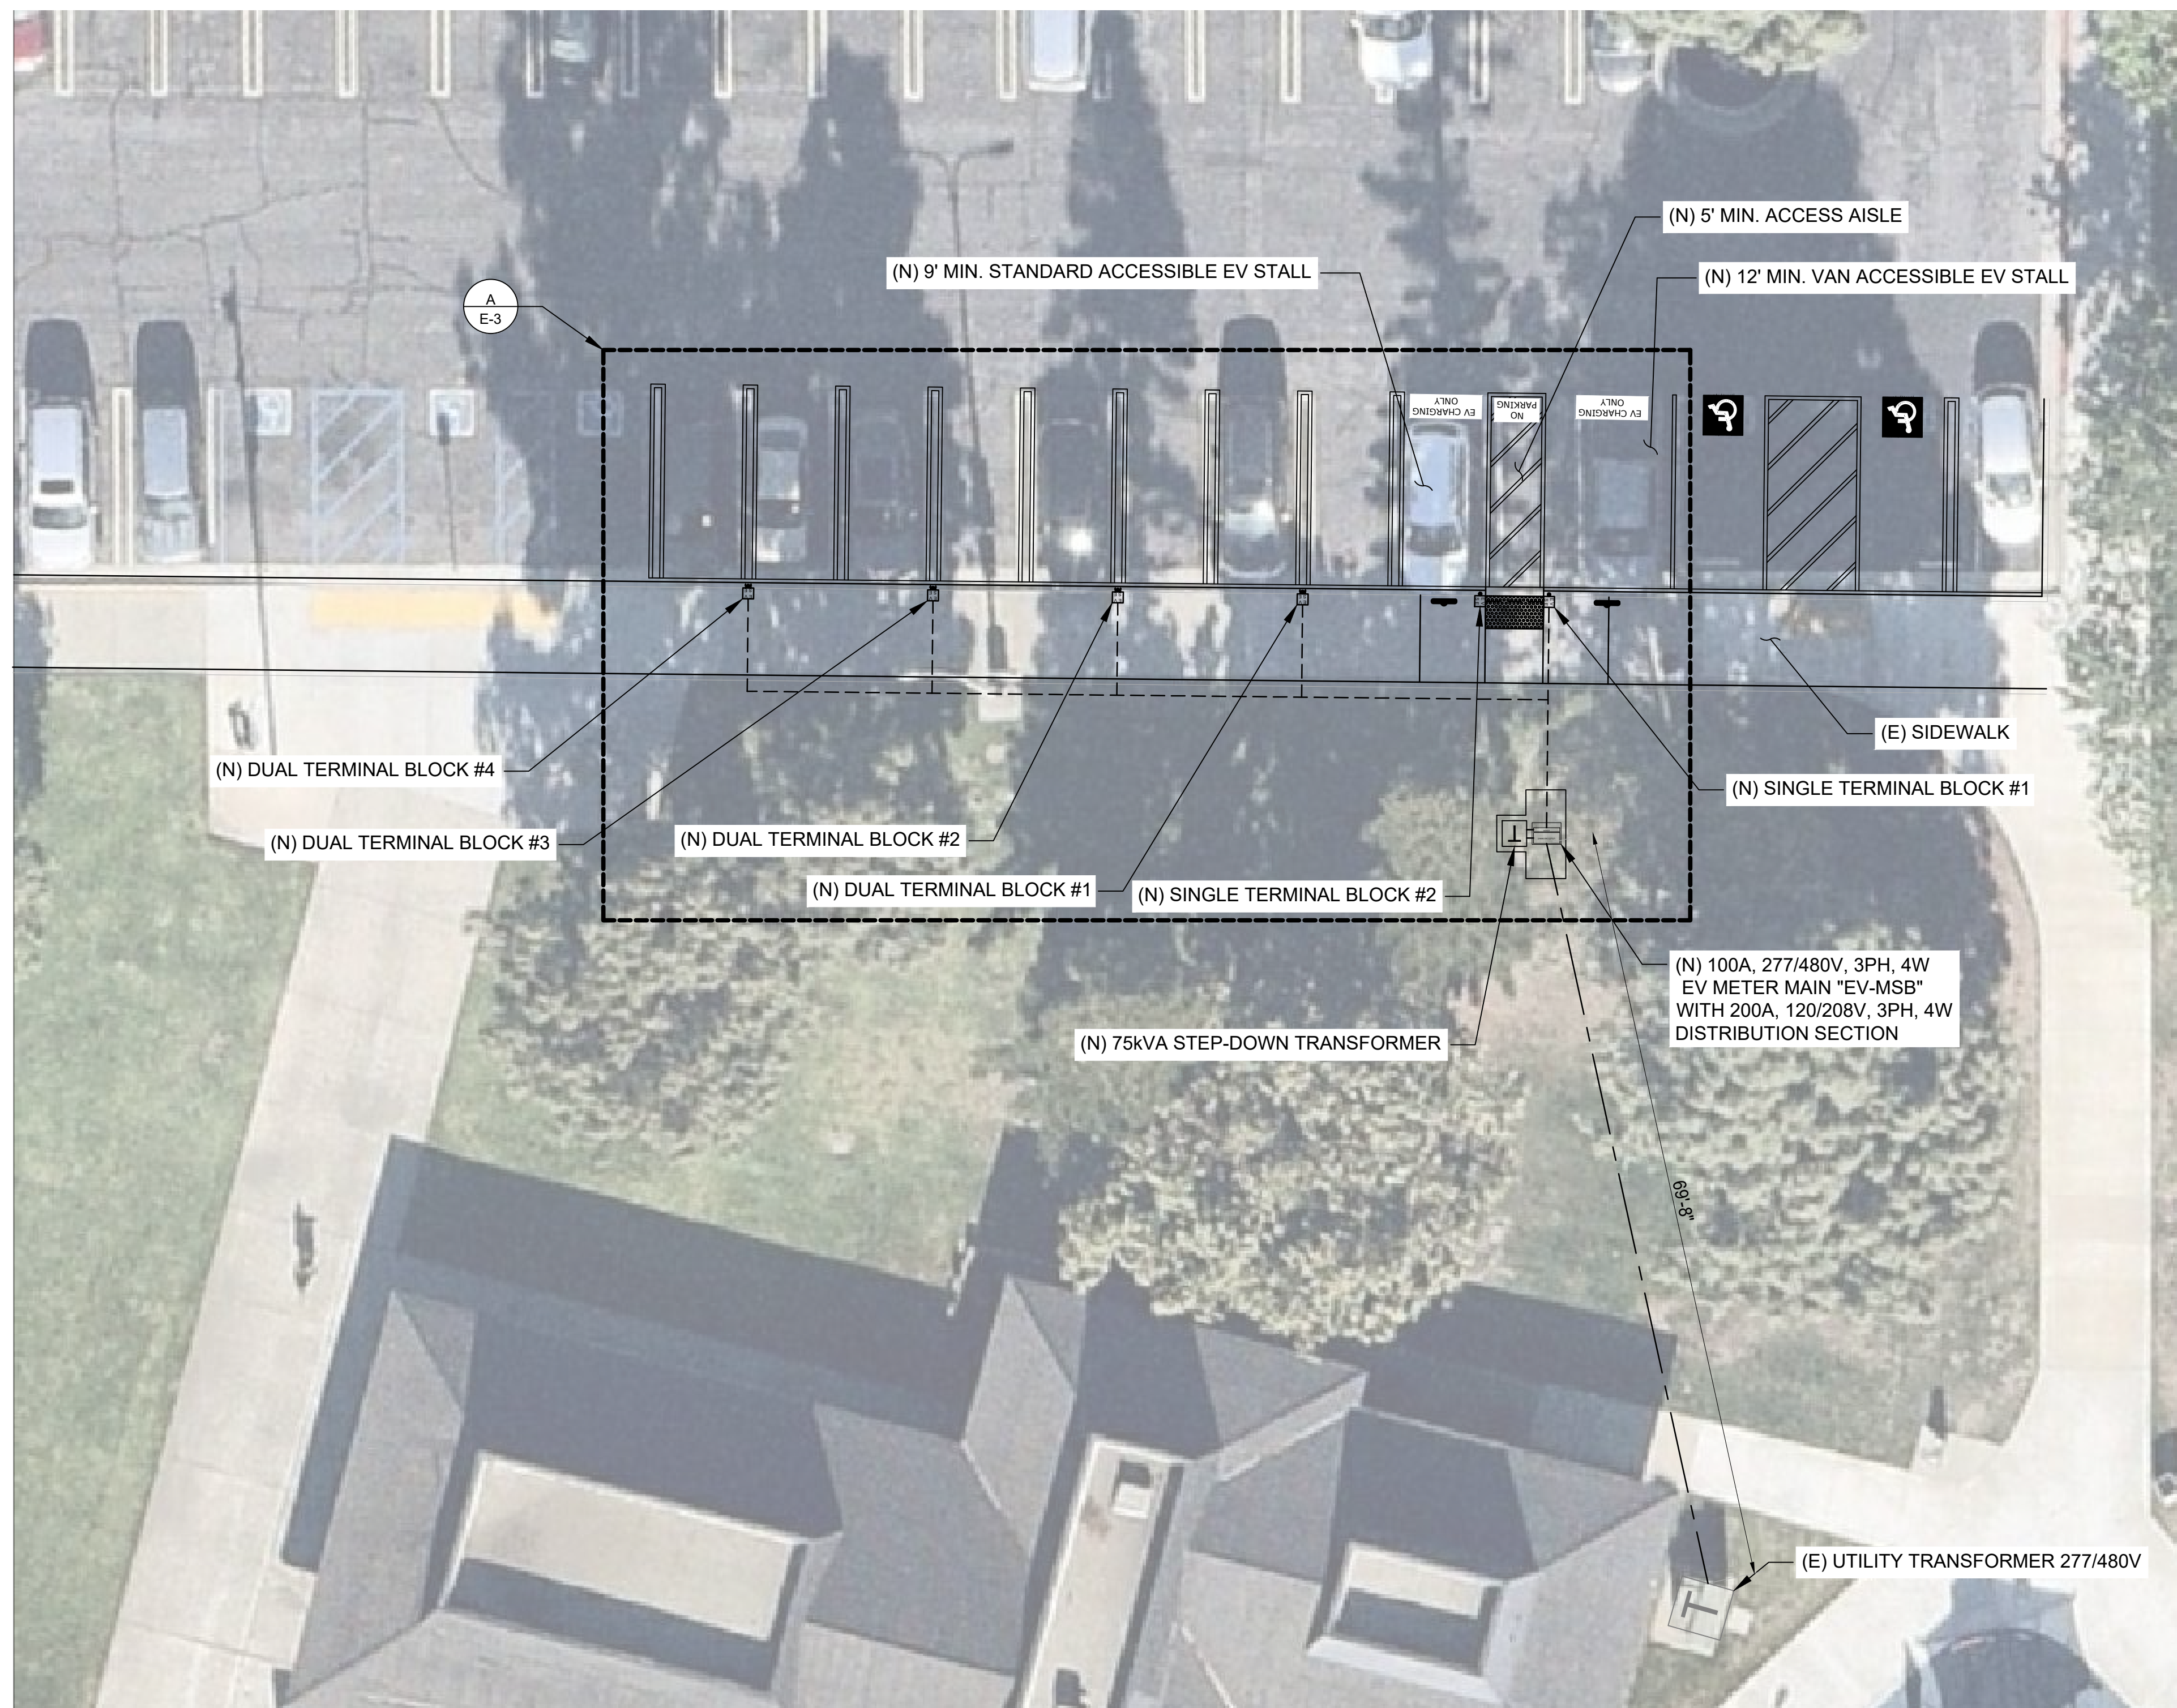 (N) 5' MIN. ACCESS AISLE
(N) 9' MIN. STANDARD ACCESSIBLE EV STALL
(N) 12' MIN. VAN ACCESSIBLE EV STALL
A
E-3
EV CHARGING
ONLY
NO
PARKING
EV CHARGING
ONLY
(E) SIDEWALK
(N) DUAL TERMINAL BLOCK #4
(N) SINGLE TERMINAL BLOCK #1
(N) DUAL TERMINAL BLOCK #3
(N) DUAL TERMINAL BLOCK #2
T
(N) DUAL TERMINAL BLOCK #1
(N) SINGLE TERMINAL BLOCK #2
(N) 100A, 277/480V, 3PH, 4W
EV METER MAIN "EV-MSB"
WITH 200A, 120/208V, 3PH, 4W
DISTRIBUTION SECTION
(N) 75kVA STEP-DOWN TRANSFORMER
69'-8"
(E) UTILITY TRANSFORMER 277/480V
T